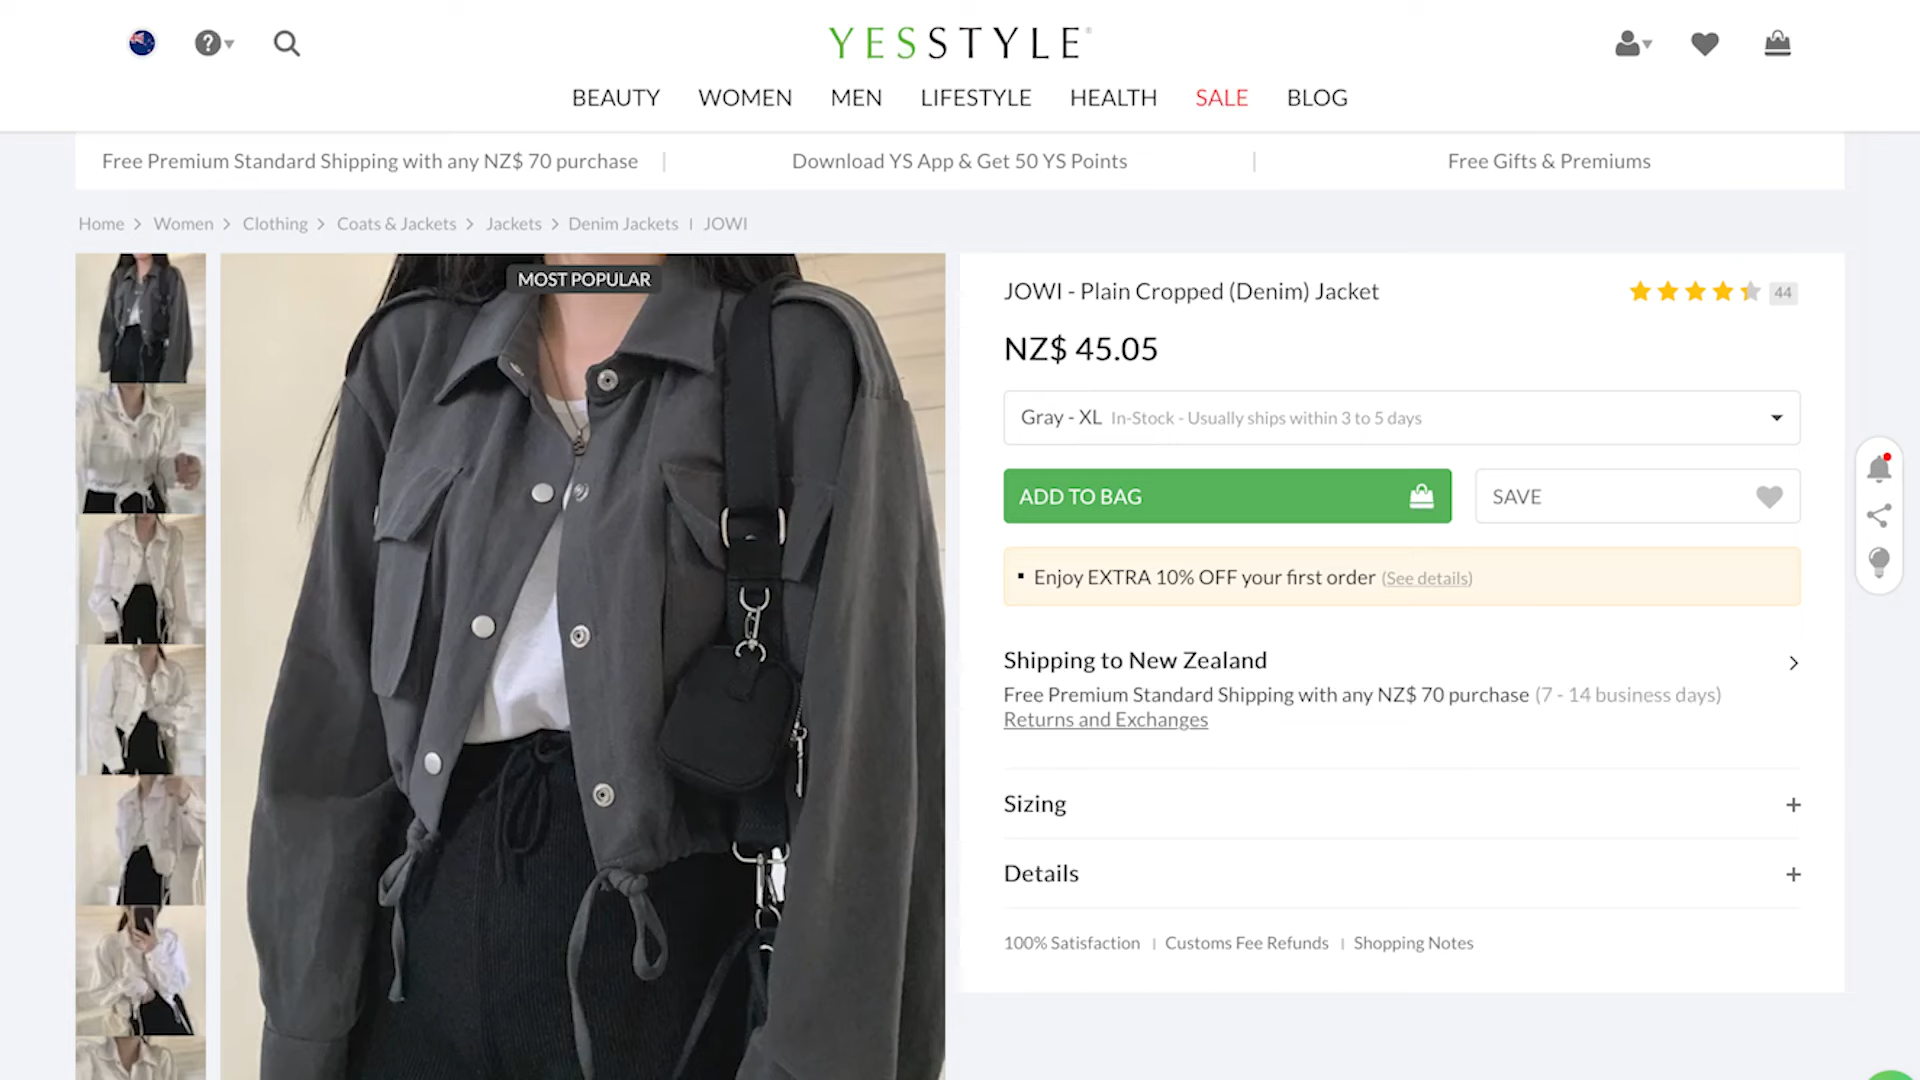 YESSTYLE
BEAUTY WOMEN MEN LIFESTYLE HEALTH SALE BLOG
Free Premium Standard Shipping with any NZ$ 70 purchase | Download YS App & Get 50 YS Points | Free Gifts & Premiums
Home > Women > Clothing > Coats & Jackets > Jackets > Denim Jackets | JOWI
MOST POPULAR
JOWI - Plain Cropped (Denim) Jacket 44
NZ$ 45.05
Gray - XL In-Stock - Usually ships within 3 to 5 days
ADD TO BAG SAVE
▪ Enjoy EXTRA 10% OFF your first order (See details)
Shipping to New Zealand
Free Premium Standard Shipping with any NZ$ 70 purchase (7 - 14 business days)
Returns and Exchanges
Sizing +
Details +
100% Satisfaction | Customs Fee Refunds | Shopping Notes